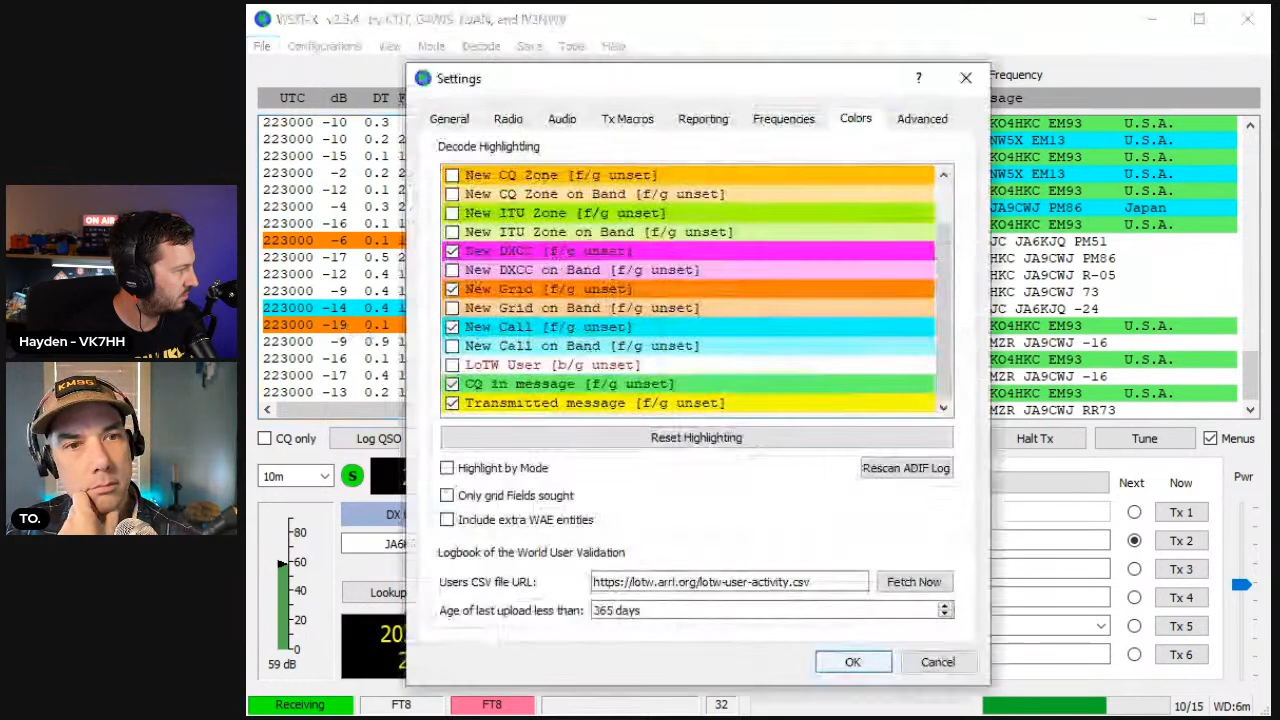 WSJT-X v2.5.4 by K1JT, G4WJS, K9AN, and IV3NWV
File Configurations View Mode Decode Save Tools Help
Settings
? 
Frequency
UTC dB DT F
sage
General Radio Audio Tx Macros Reporting Frequencies Colors Advanced
Decode Highlighting
223000 -10 0.3
223000 -10 0.2
223000 -15 0.1
223000 -2 0.2
223000 -12 0.1
223000 -4 0.3
223000 -16 0.1
223000 -6 0.1
223000 -17 0.5
223000 -12 0.4
223000 -9 0.4
223000 -14 0.4
223000 -19 0.1
223000 -9 0.9
223000 -16 0.1
223000 -17 0.4
223000 -13 0.2
New CQ Zone [f/g unset]
New CQ Zone on Band [f/g unset]
New ITU Zone [f/g unset]
New ITU Zone on Band [f/g unset]
New DXCC [f/g unset]
New DXCC on Band [f/g unset]
New Grid [f/g unset]
New Grid on Band [f/g unset]
New Call [f/g unset]
New Call on Band [f/g unset]
LoTW User [b/g unset]
CQ in message [f/g unset]
Transmitted message [f/g unset]
KO4HKC EM93 U.S.A.
NW5X EM13 U.S.A.
KO4HKC EM93 U.S.A.
NW5X EM13 U.S.A.
KO4HKC EM93 U.S.A.
JA9CWJ PM86 Japan
KO4HKC EM93 U.S.A.
JC JA6KJQ PM51
HKC JA9CWJ PM86
HKC JA9CWJ R-05
HKC JA9CWJ 73
JC JA6KJQ -24
KO4HKC EM93 U.S.A.
MZR JA9CWJ -16
KO4HKC EM93 U.S.A.
MZR JA9CWJ -16
KO4HKC EM93 U.S.A.
MZR JA9CWJ RR73
Reset Highlighting
Highlight by Mode
Rescan ADIF Log
Only grid Fields sought
Include extra WAE entities
Logbook of the World User Validation
Users CSV file URL: https://lotw.arrl.org/lotw-user-activity.csv Fetch Now
Age of last upload less than: 365 days
OK Cancel
CQ only Log QSO
Halt Tx Tune Menus
10m S
DX
JA6
Lookup
20
2
80
60
40
20
0
59 dB
Next Now Pwr
Tx 1
Tx 2
Tx 3
Tx 4
Tx 5
Tx 6
Receiving FT8 FT8 32 10/15 WD:6m
ON AIR
Hayden - VK7HH
KM9G
TO.